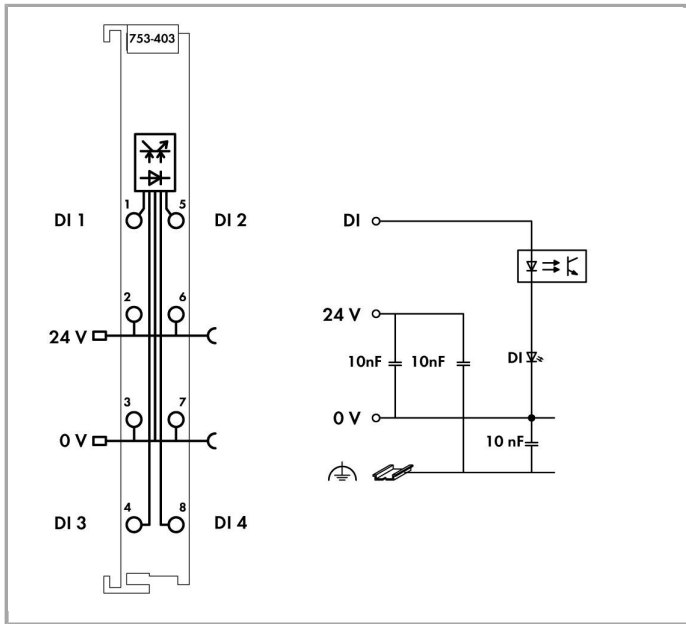 753-403
1 5
DI 1 DI 2
2 6
24 V
3 7
0 V
4 8
DI 3 DI 4
DI
24 V
10nF 10nF
DI
0 V
10 nF